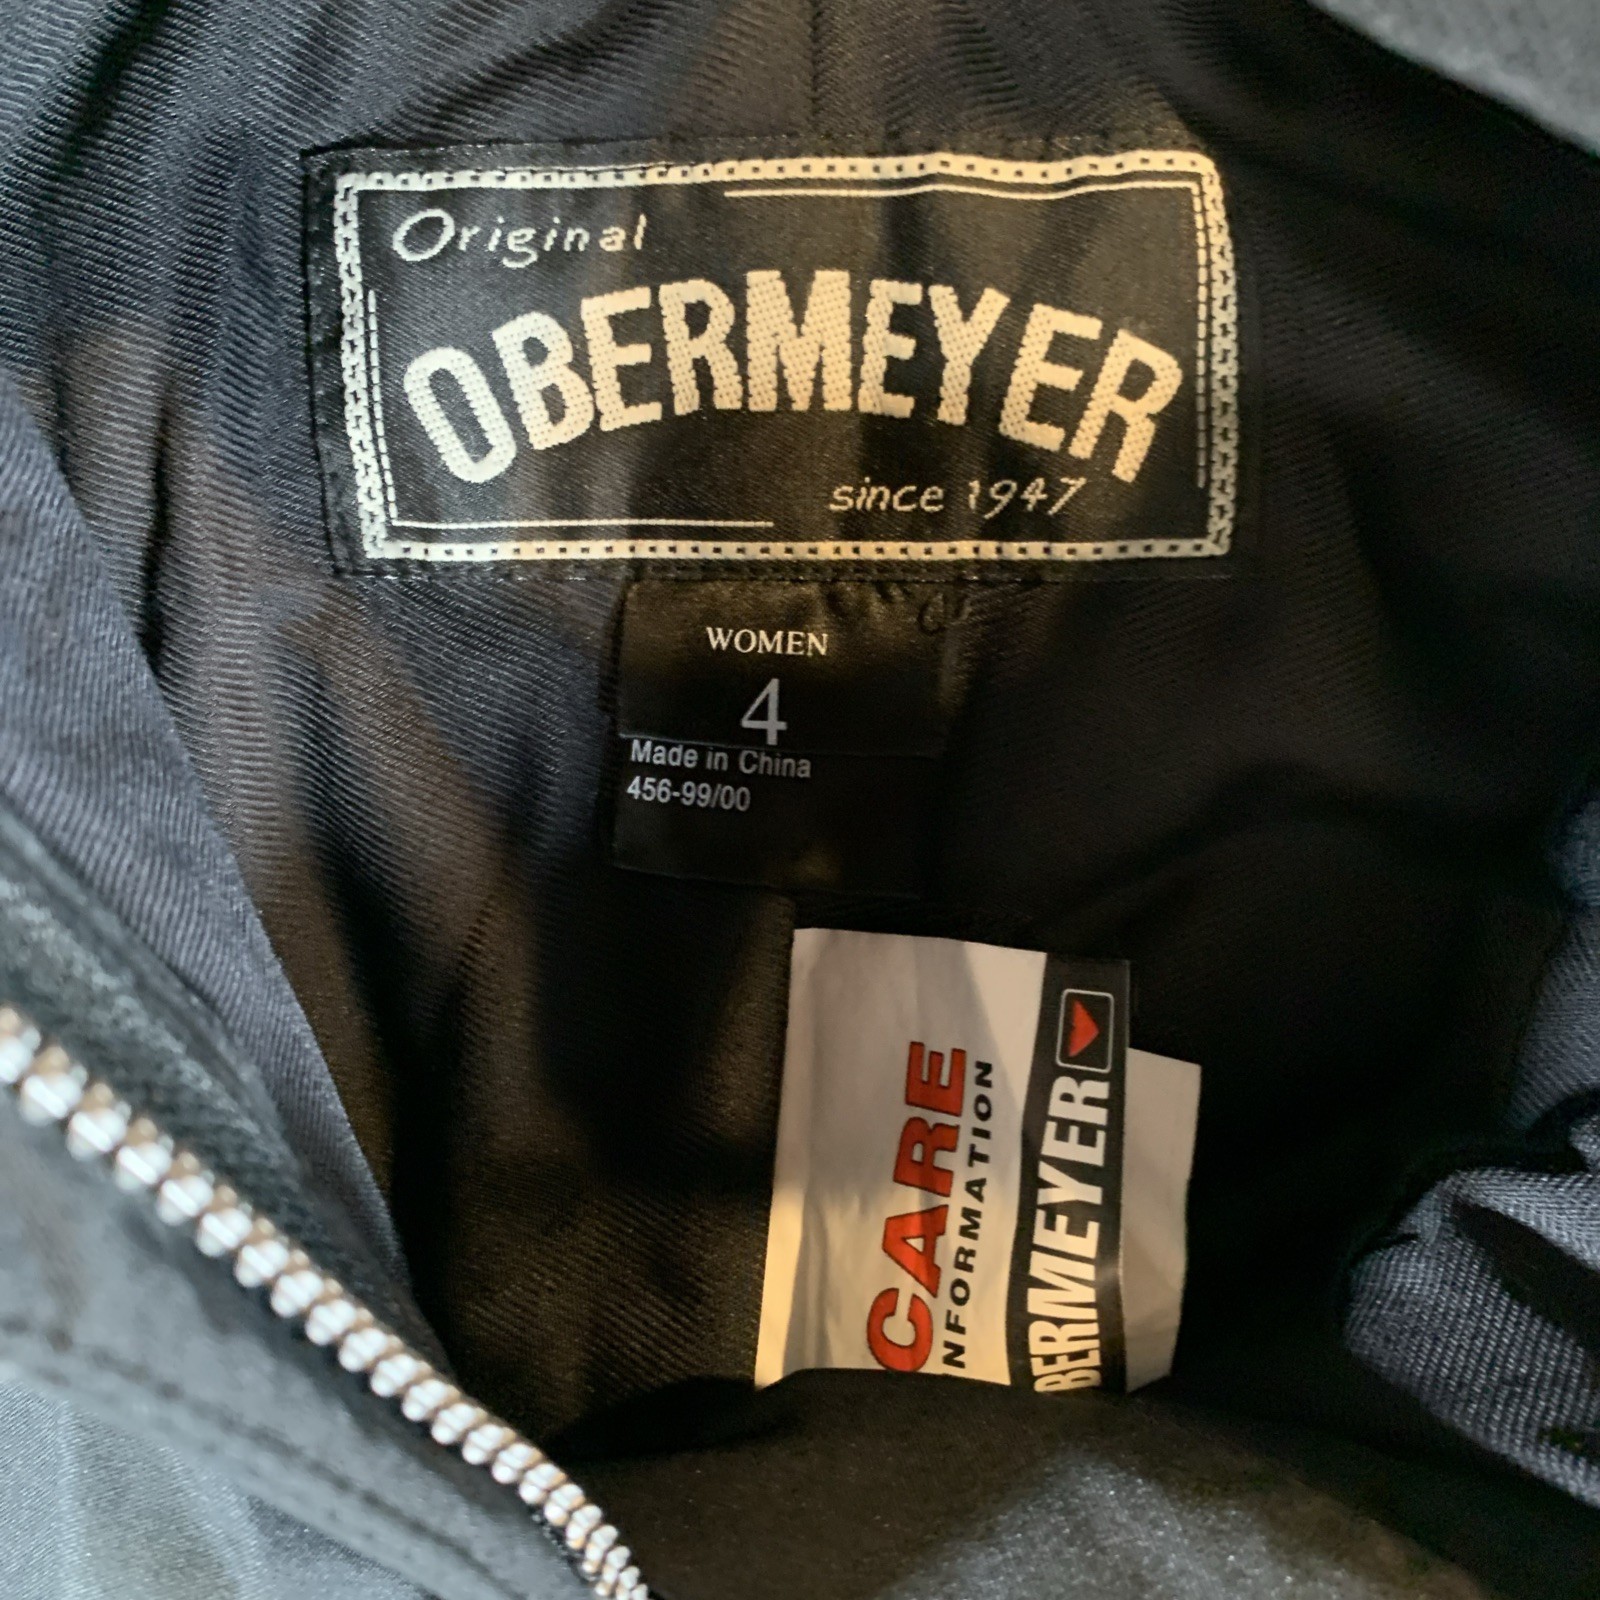 Original
OBERMEYER
since 1947
WOMEN
4
Made in China
456-99/00
CARE
NFORMATION
BERMEYER